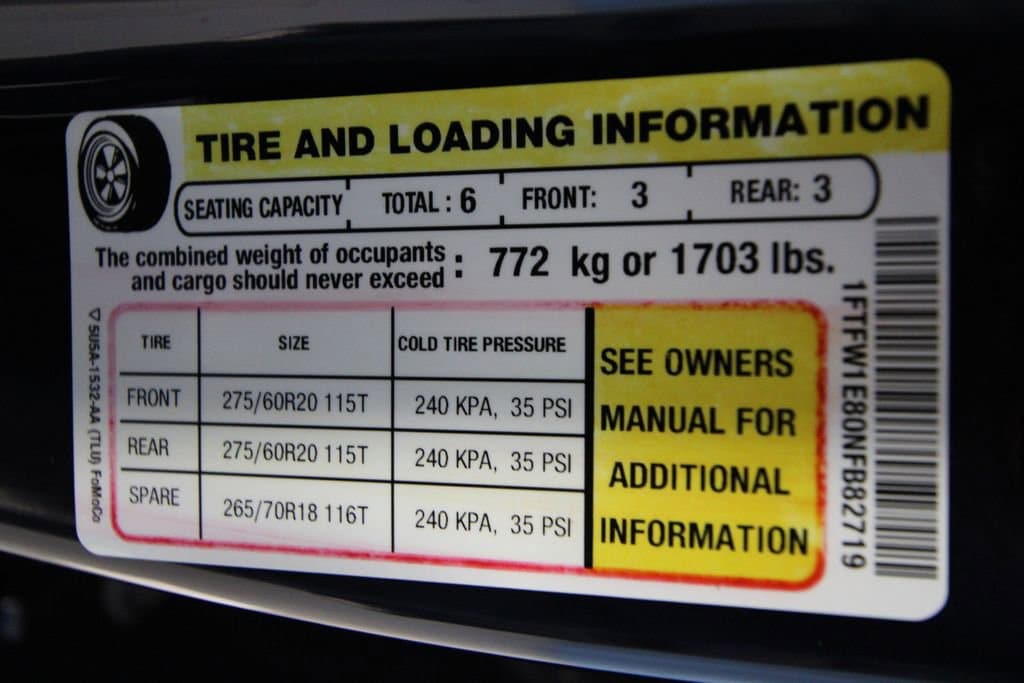 TIRE AND LOADING INFORMATION
SEATING CAPACITY TOTAL : 6 FRONT: 3 REAR: 3
The combined weight of occupants
and cargo should never exceed : 772 kg or 1703 lbs.
TIRE SIZE COLD TIRE PRESSURE
FRONT 275/60R20 115T 240 KPA, 35 PSI
REAR 275/60R20 115T 240 KPA, 35 PSI
SPARE 265/70R18 116T 240 KPA, 35 PSI
SEE OWNERS
MANUAL FOR
ADDITIONAL
INFORMATION
5U5A-1532-AA (TLU) FoMoCo
1FTFW1E80NFB82719